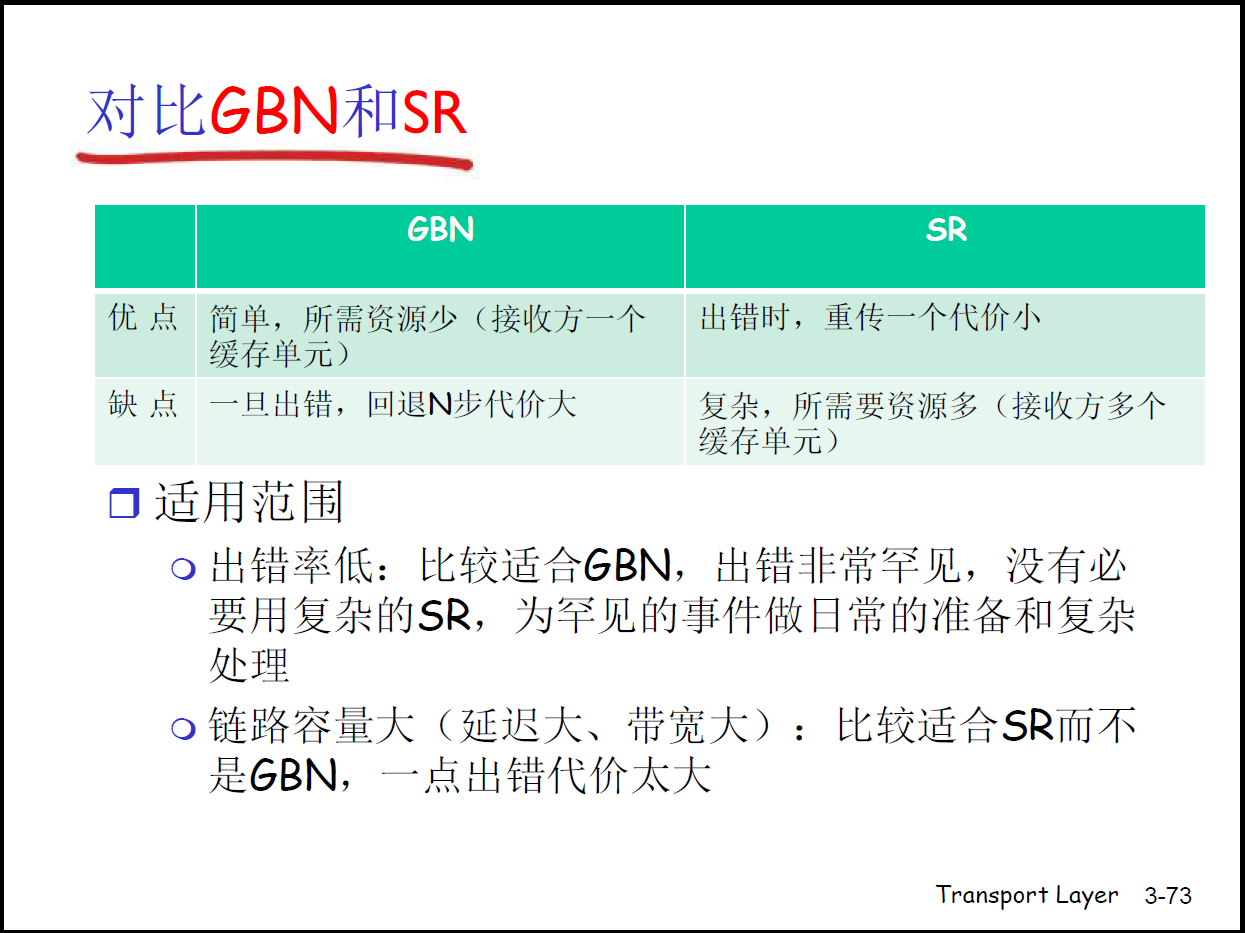 对比GBN和SR
GBN SR
优 点 简单，所需资源少（接收方一个
缓存单元） 出错时，重传一个代价小
缺 点 一旦出错，回退N步代价大 复杂，所需要资源多（接收方多个
缓存单元）
适用范围
出错率低：比较适合GBN，出错非常罕见，没有必
要用复杂的SR，为罕见的事件做日常的准备和复杂
处理
链路容量大（延迟大、带宽大）：比较适合SR而不
是GBN，一点出错代价太大
Transport Layer 3-73